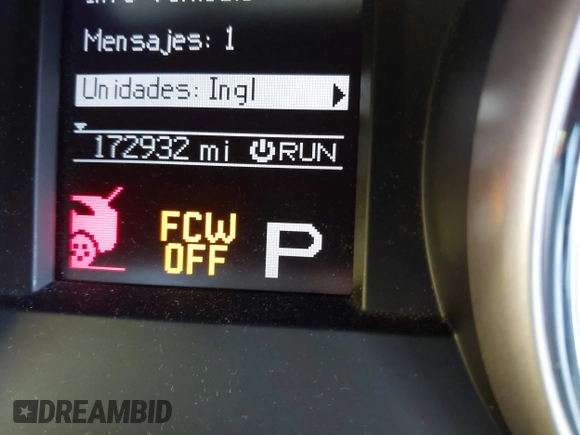 Mensajes: 1
Unidades: Ingl
172932 mi RUN
FCW
OFF
P
DREAMBID